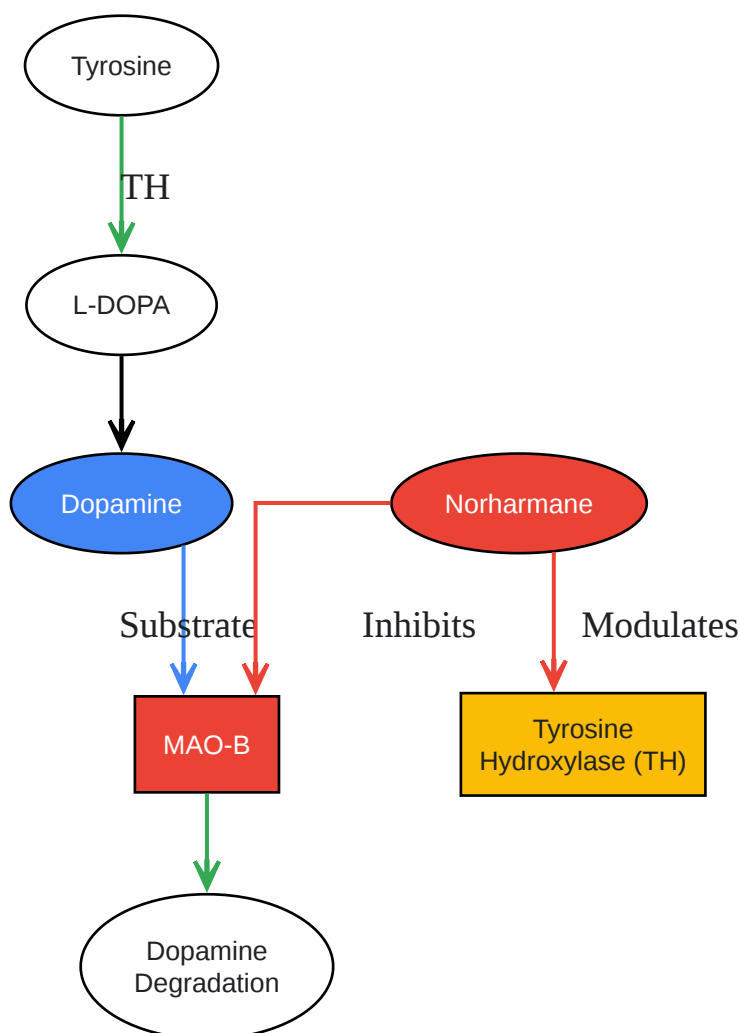 Tyrosine
TH
L-DOPA
Dopamine
Norharmane
Substrate
Inhibits
Modulates
MAO-B
Tyrosine
Hydroxylase (TH)
Dopamine
Degradation